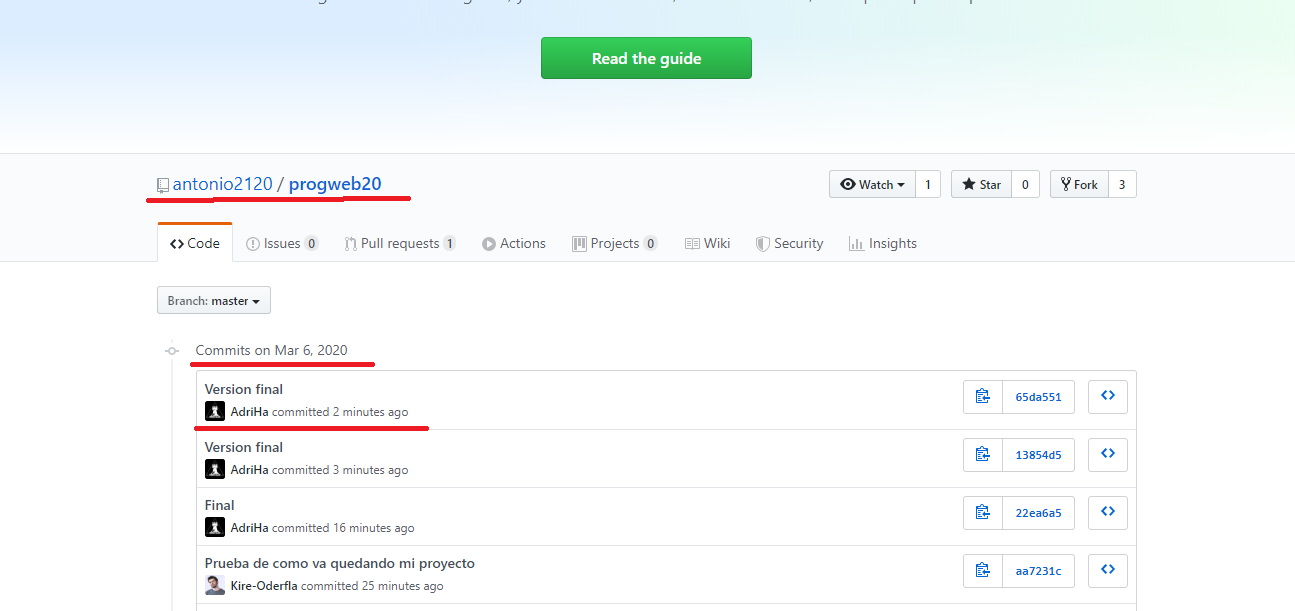 Read the guide
antonio2120 / progweb20
Watch 1 Star 0 Fork 3
Code Issues 0 Pull requests 1 Actions Projects 0 Wiki Security Insights
Branch: master
Commits on Mar 6, 2020
Version final
AdriHa committed 2 minutes ago
65da551
Version final
AdriHa committed 3 minutes ago
13854d5
Final
AdriHa committed 16 minutes ago
22ea6a5
Prueba de como va quedando mi proyecto
Kire-Oderfla committed 25 minutes ago
aa7231c